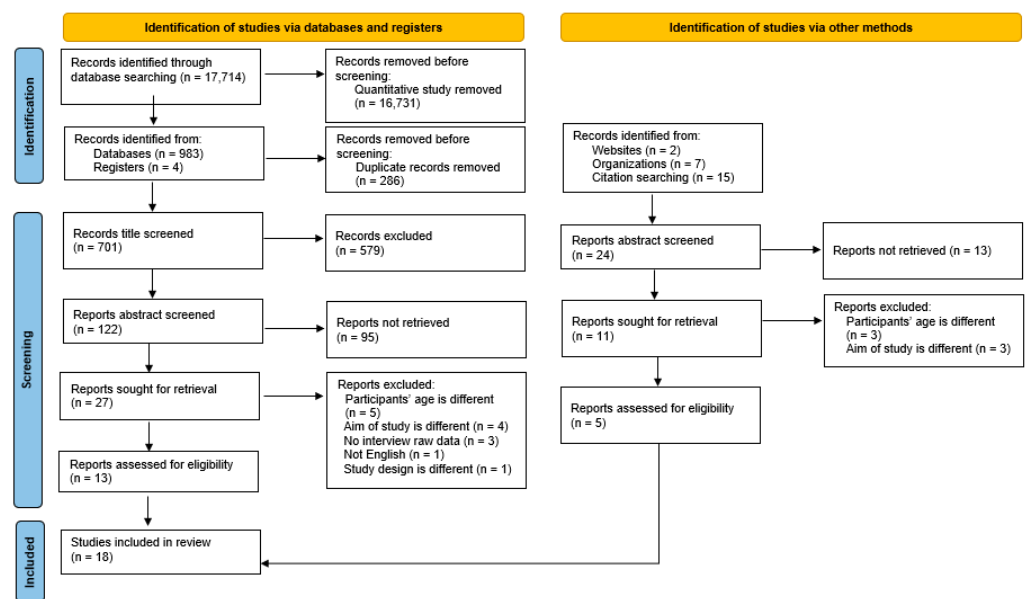 Identification of studies via databases and registers
Identification of studies via other methods
Identification
Records identified through
database searching (n = 17,714)
Records removed before
screening:
Quantitative study removed
(n = 16,731)
Records identified from:
Databases (n = 983)
Registers (n = 4)
Records removed before
screening:
Duplicate records removed
(n = 286)
Records identified from:
Websites (n = 2)
Organizations (n = 7)
Citation searching (n = 15)
Screening
Records title screened
(n = 701)
Records excluded
(n = 579)
Reports abstract screened
(n = 24)
Reports not retrieved (n = 13)
Reports abstract screened
(n = 122)
Reports not retrieved
(n = 95)
Reports sought for retrieval
(n = 11)
Reports excluded:
Participants' age is different
(n = 3)
Aim of study is different (n = 3)
Reports sought for retrieval
(n = 27)
Reports excluded:
Participants' age is different
(n = 5)
Aim of study is different (n = 4)
No interview raw data (n = 3)
Not English (n = 1)
Study design is different (n = 1)
Reports assessed for eligibility
(n = 5)
Reports assessed for eligibility
(n = 13)
Included
Studies included in review
(n = 18)